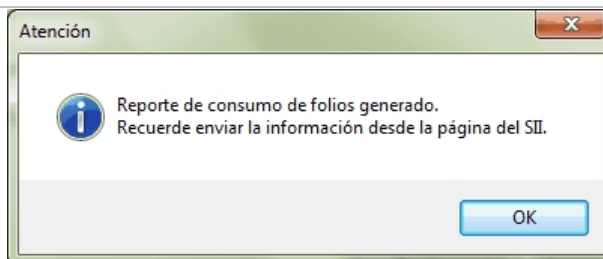 Atención
Reporte de consumo de folios generado.
Recuerde enviar la información desde la página del SII.
OK